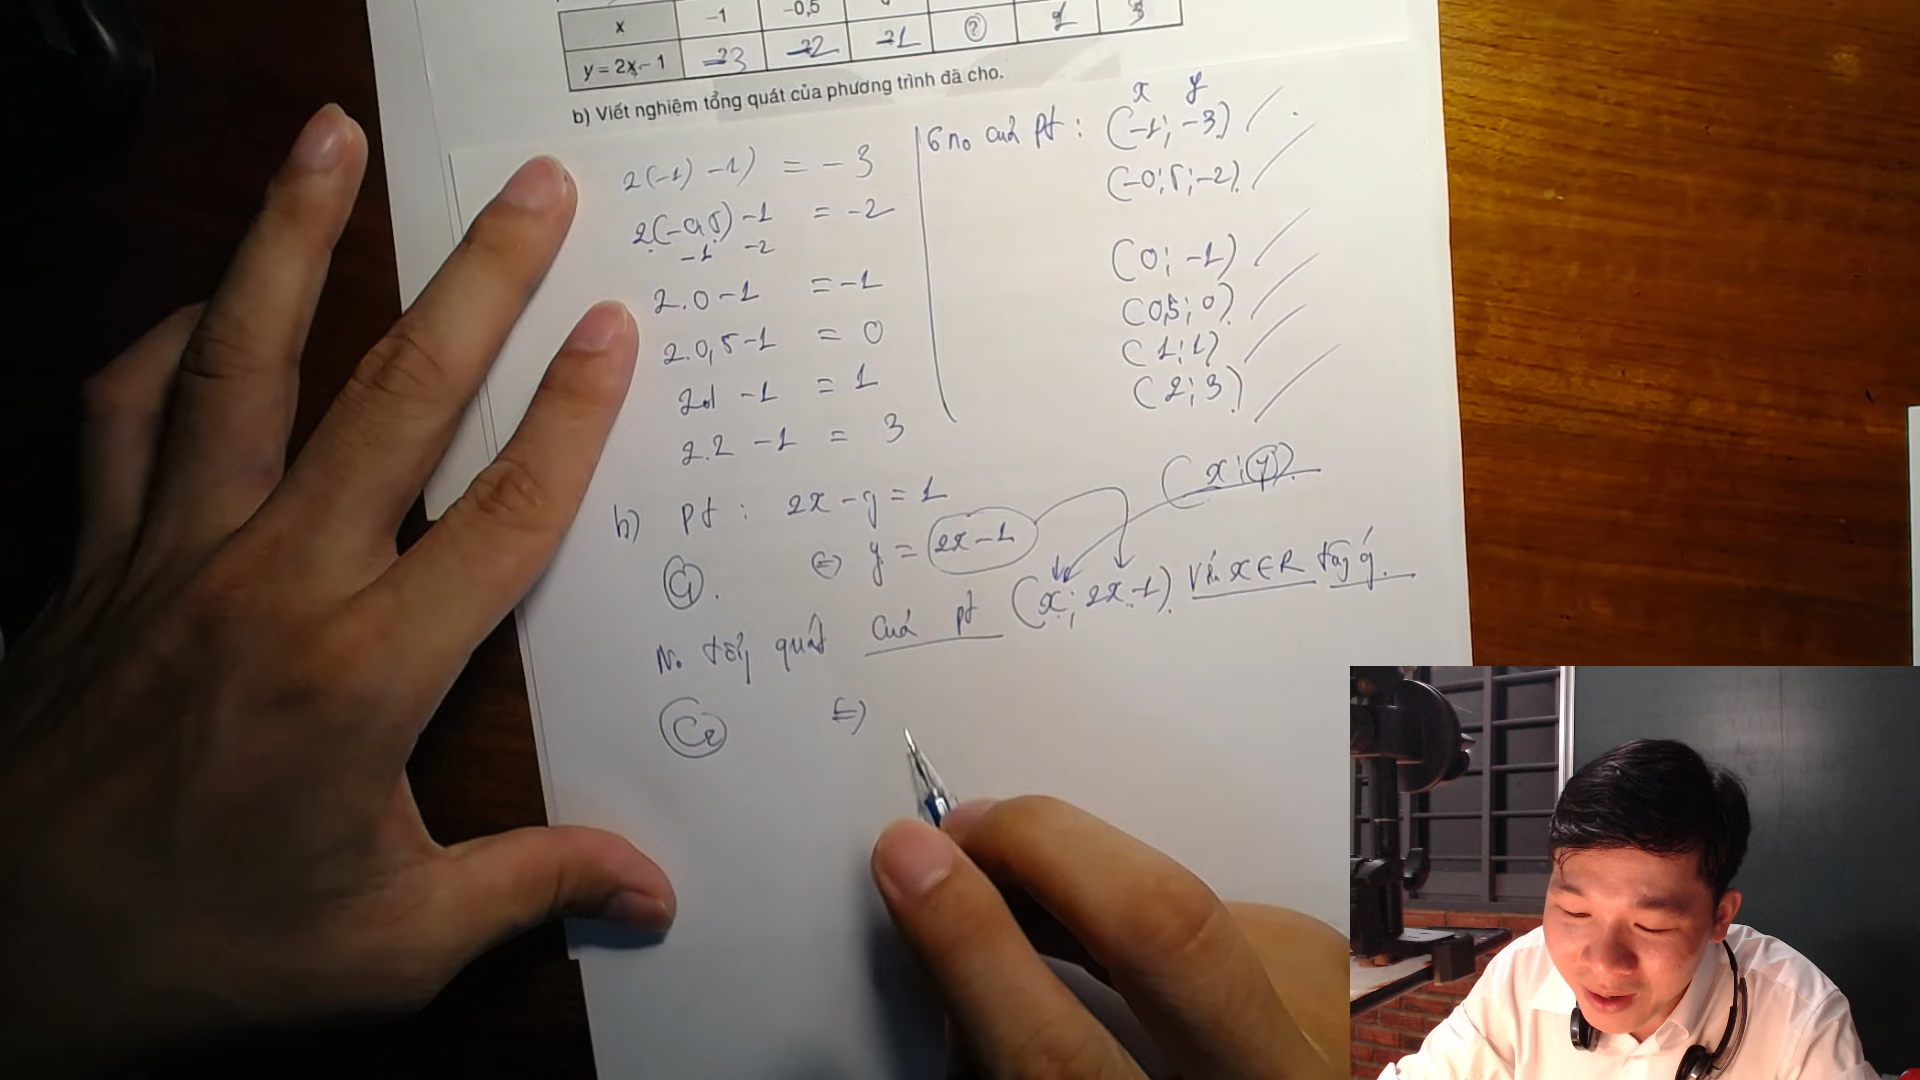 x −1 −0,5
y = 2x − 1 −3 −2 −1 ? 1 3
b) Viết nghiệm tổng quát của phương trình đã cho.
x y
2(-1) -1) = -3
6 no của pt : (-1; -3)
2(-0,5) -1 = -2
(-0,5; -2)
-1 -2
2.0 -1 = -1
(0; -1)
2.0,5 -1 = 0
(0,5; 0)
2.1 -1 = 1
(1; 1)
2.2 -1 = 3
(2; 3)
(x; y)
b) pt : 2x - y = 1
C1. ⇔ y = 2x - 1
No tổng quát của pt (x; 2x-1) với x∈R tùy ý.
C2 ⇔